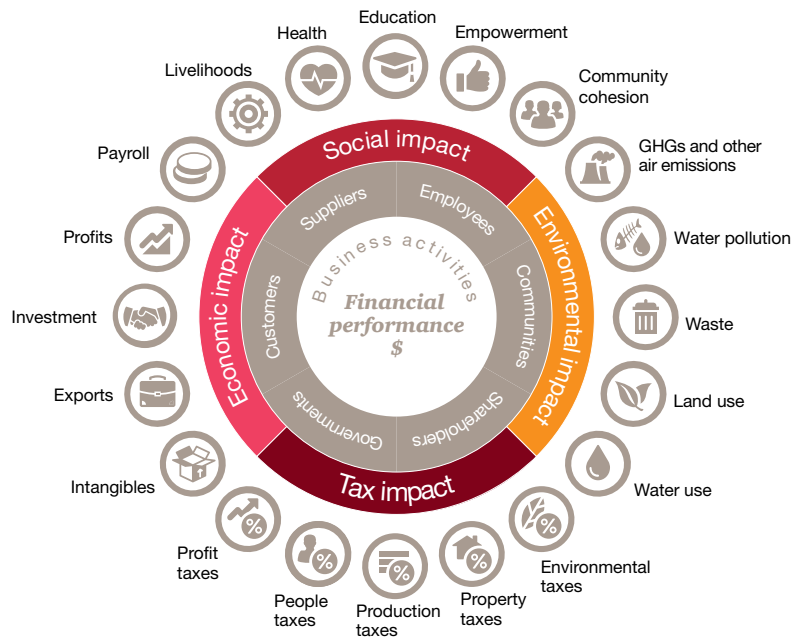 Education
Health
Empowerment
Livelihoods
Community
cohesion
Payroll
GHGs and other
air emissions
Profits
Water pollution
Investment
Waste
Exports
Land use
Intangibles
Water use
Profit
taxes
Environmental
taxes
People
taxes
Production
taxes
Property
taxes
Social impact
Environmental impact
Tax impact
Economic impact
Suppliers
Employees
Communities
Shareholders
Governments
Customers
Business activities
Financial
performance
$
%
%
%
%
%